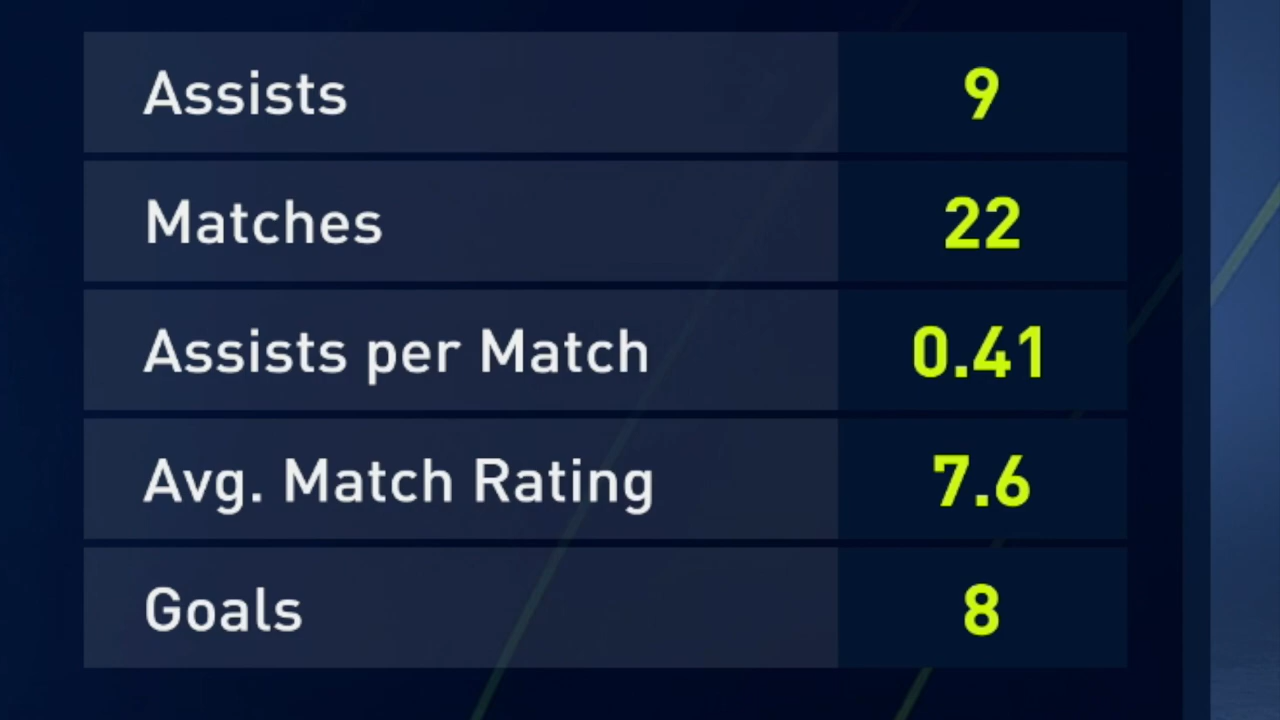 Assists 9
Matches 22
Assists per Match 0.41
Avg. Match Rating 7.6
Goals 8